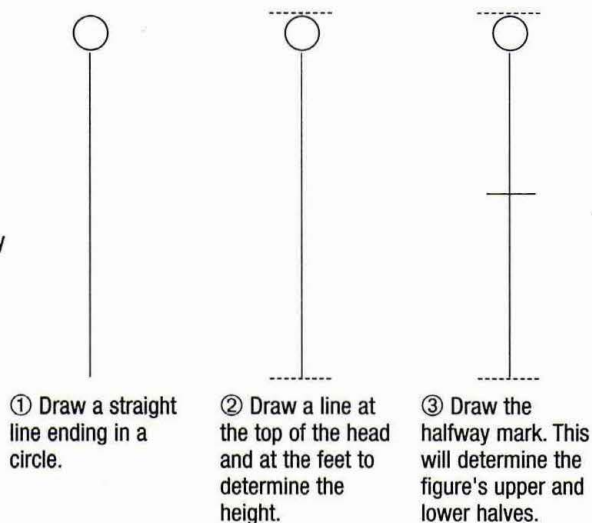 ① Draw a straight
line ending in a
circle.
② Draw a line at
the top of the head
and at the feet to
determine the
height.
③ Draw the
halfway mark. This
will determine the
figure's upper and
lower halves.